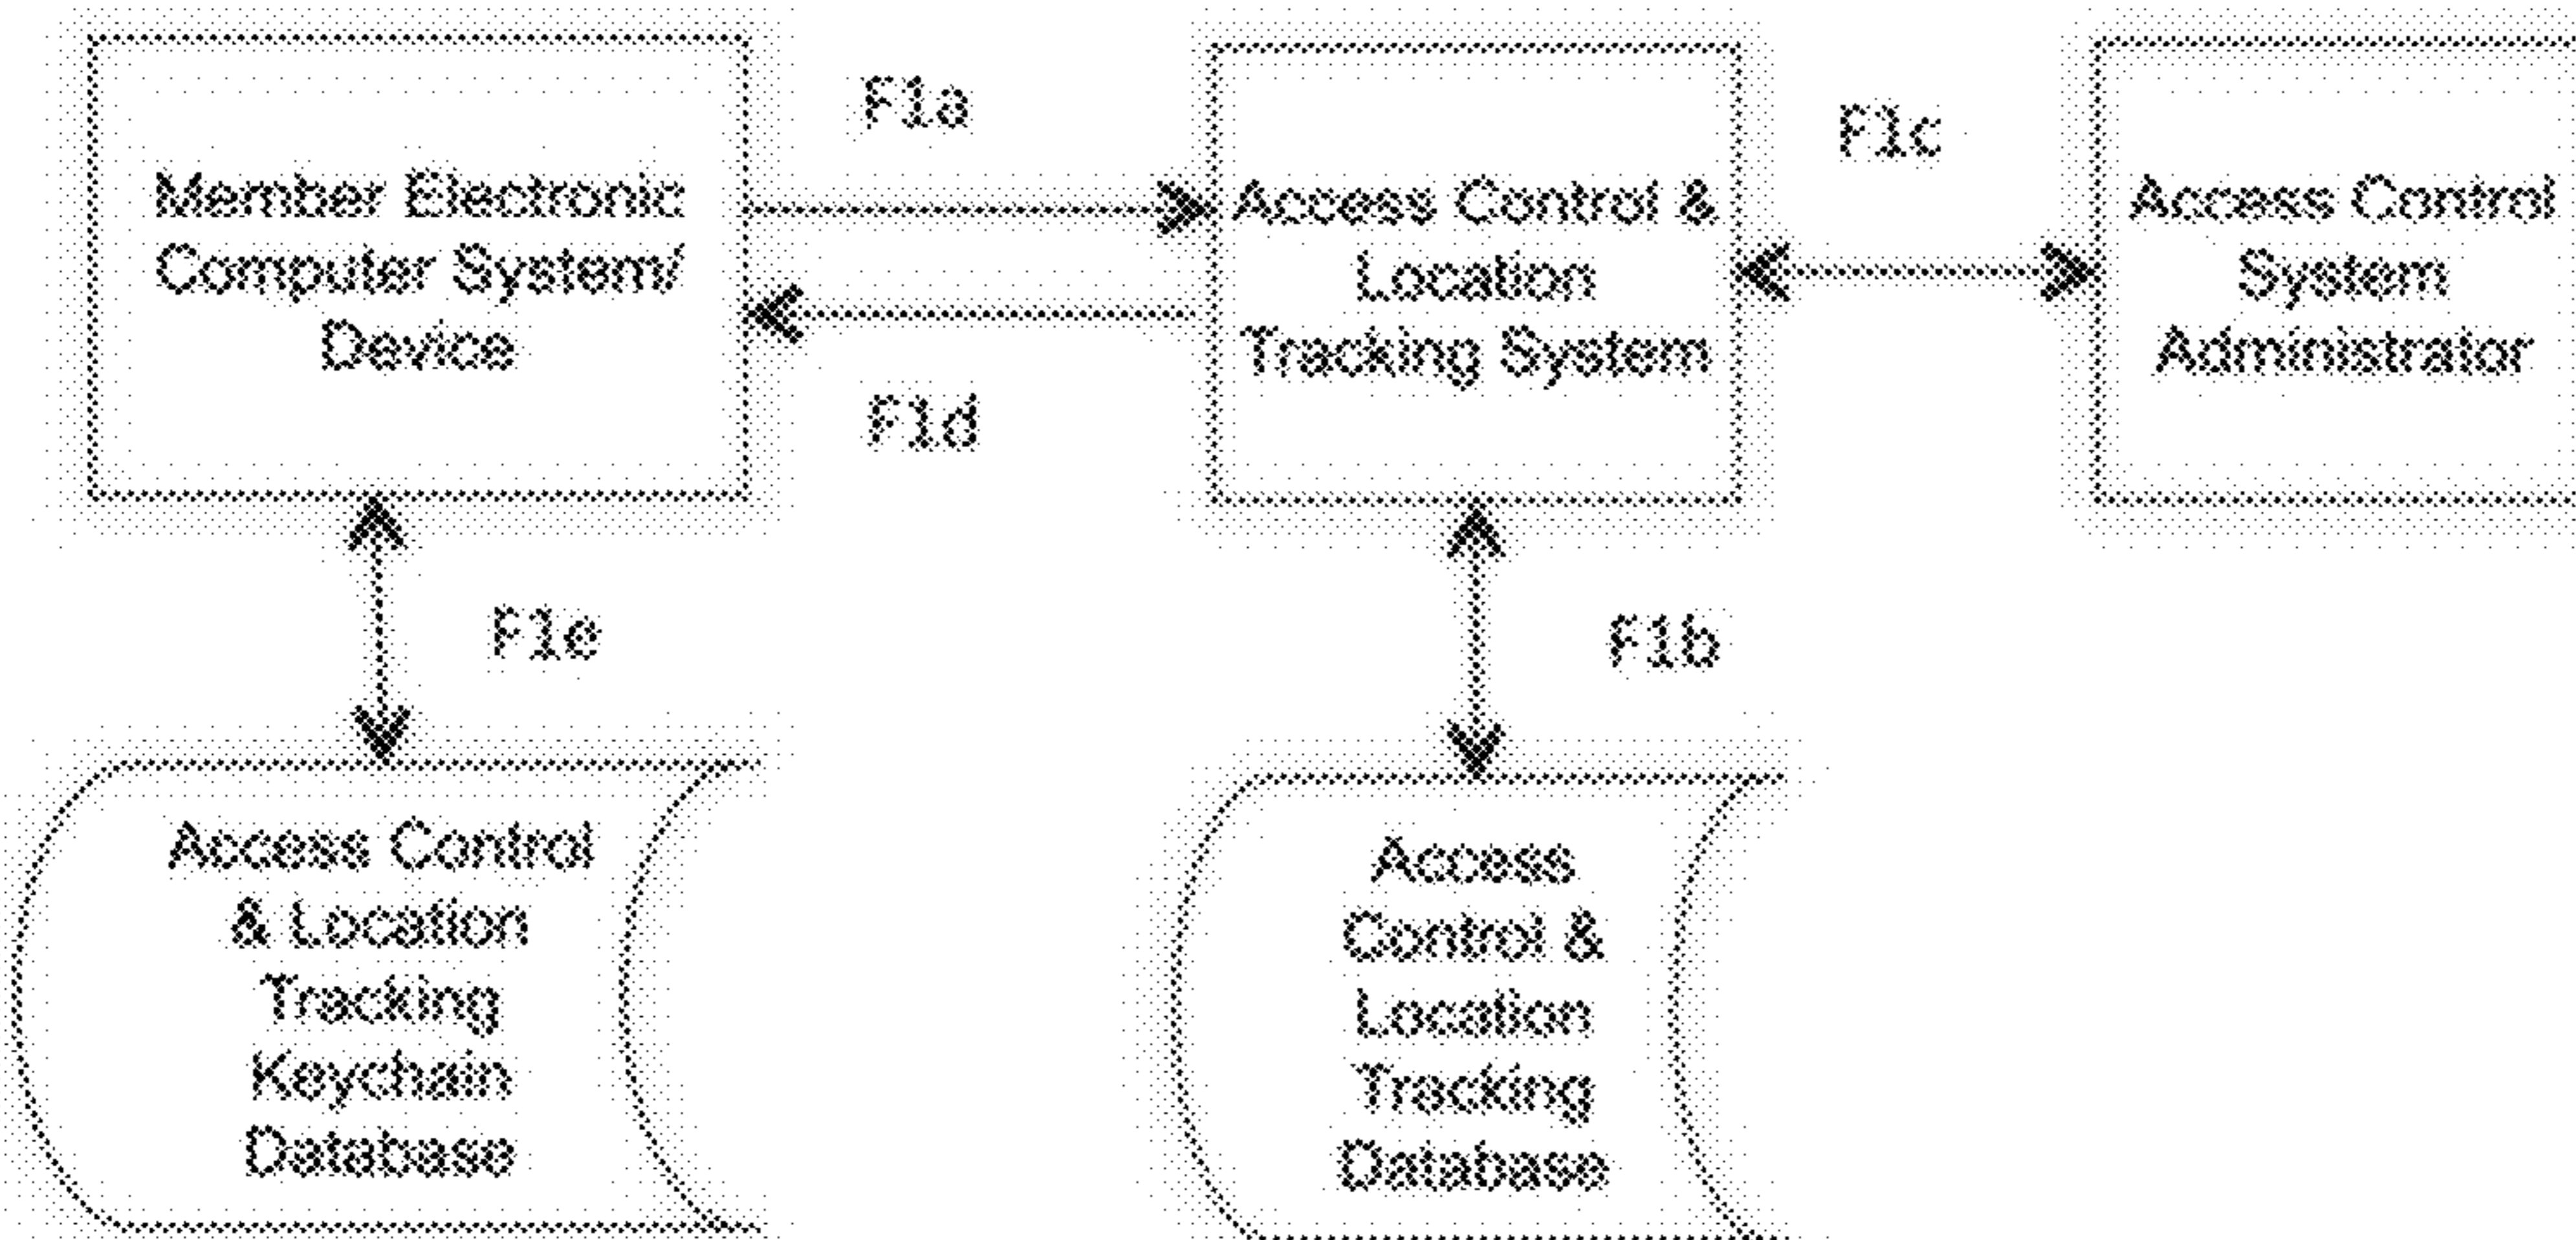 Member Electronic
Computer System/
Device
F1a
F1d
Access Control &
Location
Tracking System
F1c
Access Control
System
Administrator
F1e
F1b
Access Control
& Location
Tracking
Keychain
Database
Access
Control &
Location
Tracking
Database